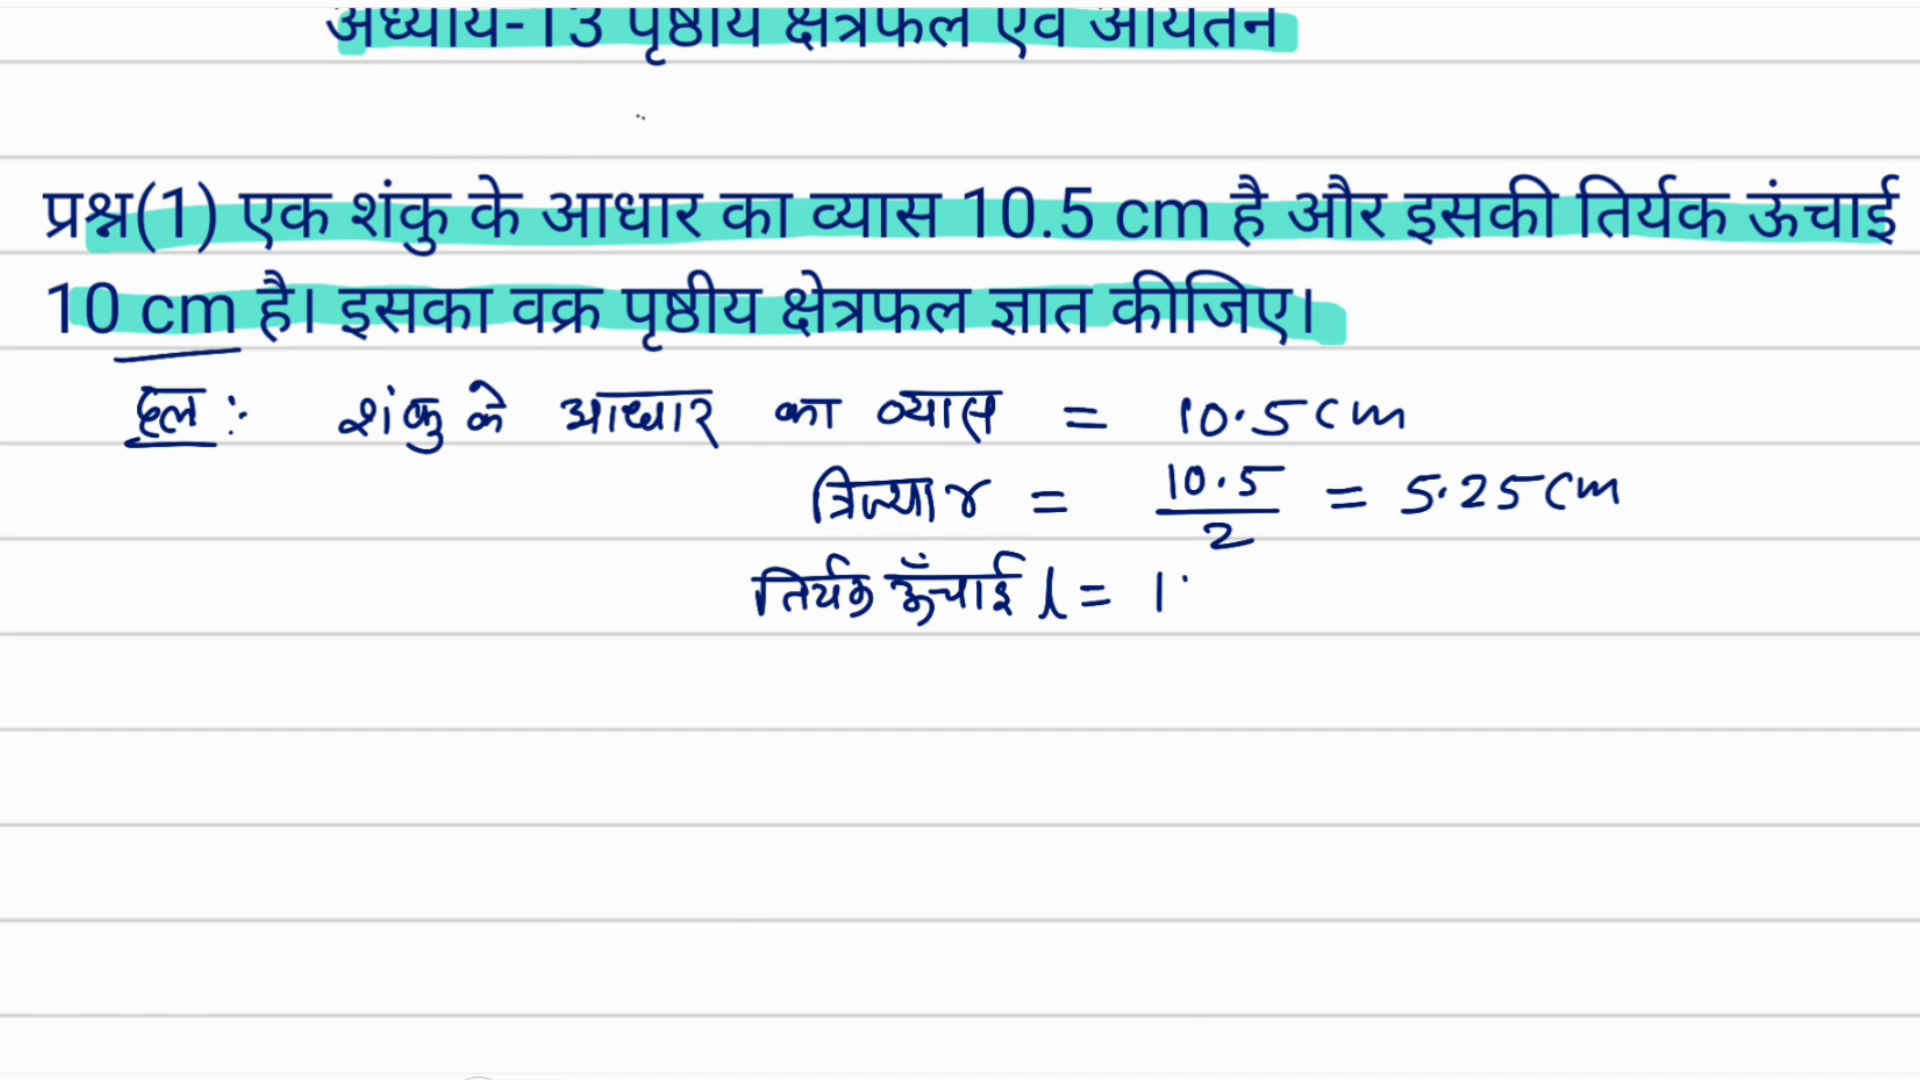 अध्याय-13 पृष्ठीय क्षेत्रफल एवं आयतन
प्रश्न(1) एक शंकु के आधार का व्यास 10.5 cm है और इसकी तिर्यक ऊंचाई
10 cm है। इसका वक्र पृष्ठीय क्षेत्रफल ज्ञात कीजिए।
हल : शंकु के आधार का व्यास = 10.5 cm
त्रिज्या r = 10.5/2 = 5.25 cm
तिर्यक ऊँचाई l = 1